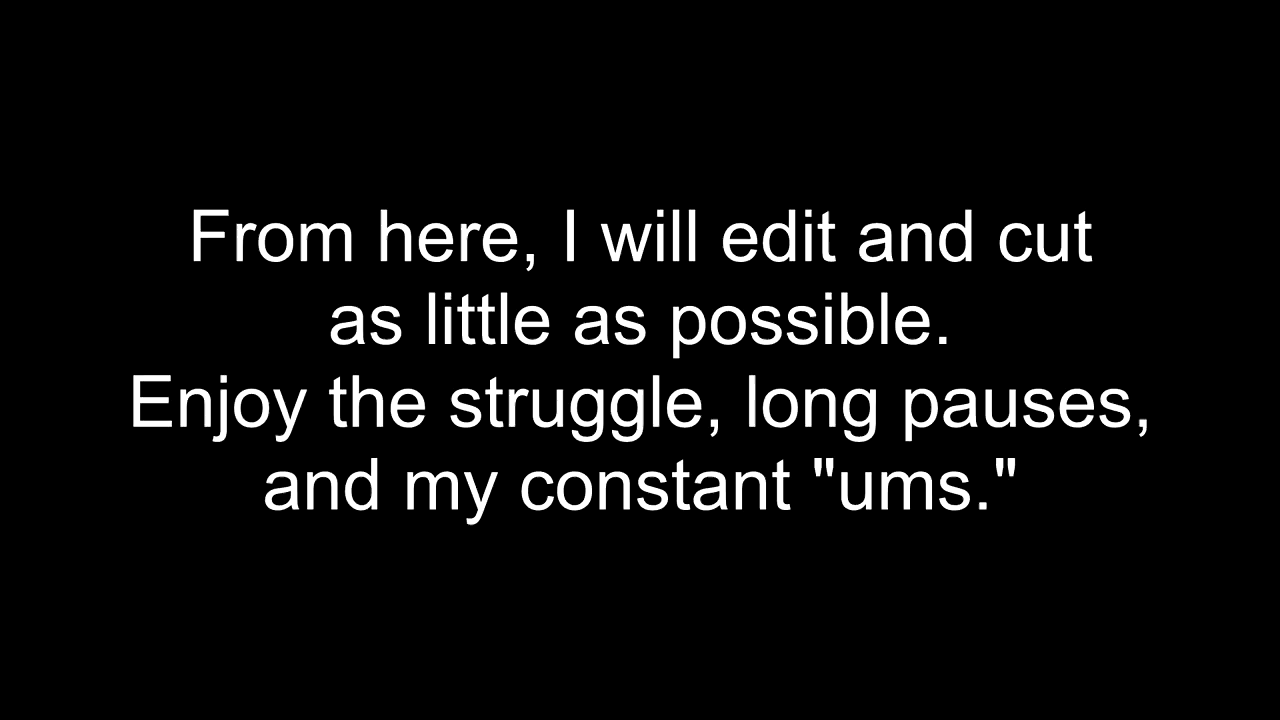 From here, I will edit and cut
as little as possible.
Enjoy the struggle, long pauses,
and my constant "ums."